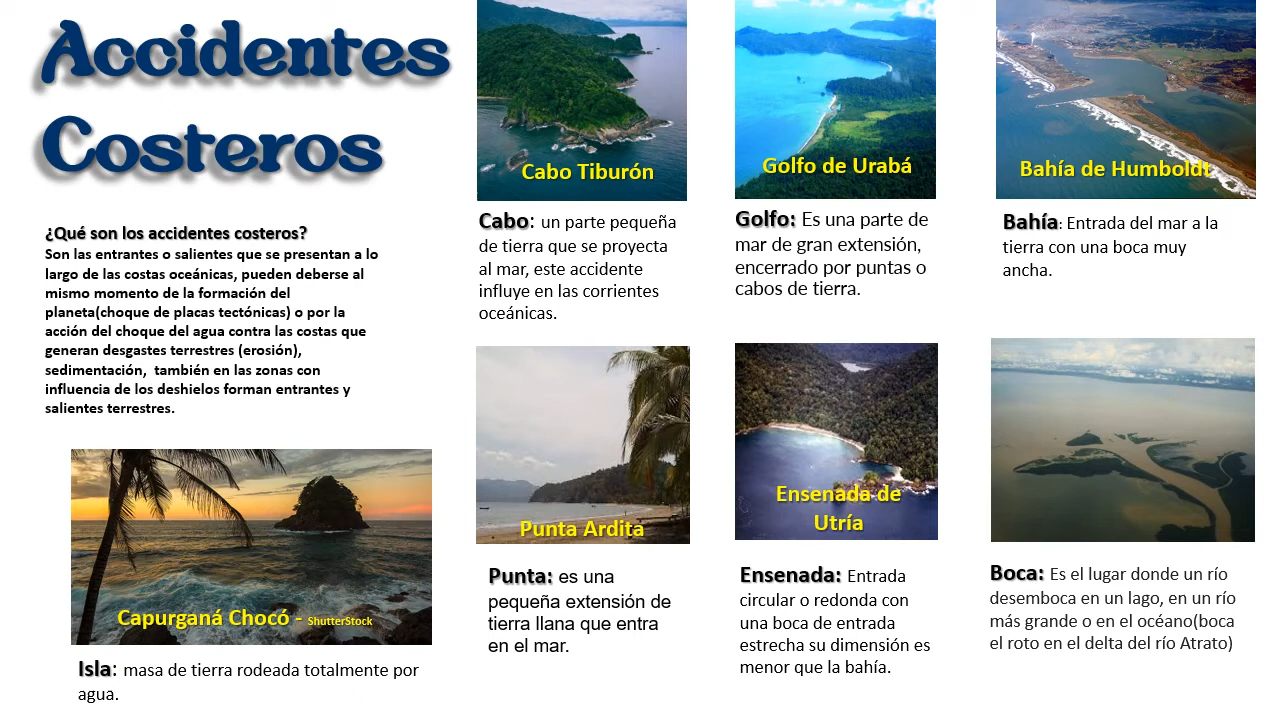 Accidentes
Costeros
¿Qué son los accidentes costeros?
Son las entrantes o salientes que se presentan a lo
largo de las costas oceánicas, pueden deberse al
mismo momento de la formación del
planeta(choque de placas tectónicas) o por la
acción del choque del agua contra las costas que
generan desgastes terrestres (erosión),
sedimentación, también en las zonas con
influencia de los deshielos forman entrantes y
salientes terrestres.
Capurganá Chocó - ShutterStock
Isla: masa de tierra rodeada totalmente por
agua.
Cabo Tiburón
Cabo: un parte pequeña
de tierra que se proyecta
al mar, este accidente
influye en las corrientes
oceánicas.
Golfo de Urabá
Golfo: Es una parte de
mar de gran extensión,
encerrado por puntas o
cabos de tierra.
Bahía de Humboldt
Bahía: Entrada del mar a la
tierra con una boca muy
ancha.
Punta Ardita
Punta: es una
pequeña extensión de
tierra llana que entra
en el mar.
Ensenada de
Utría
Ensenada: Entrada
circular o redonda con
una boca de entrada
estrecha su dimensión es
menor que la bahía.
Boca: Es el lugar donde un río
desemboca en un lago, en un río
más grande o en el océano(boca
el roto en el delta del río Atrato)